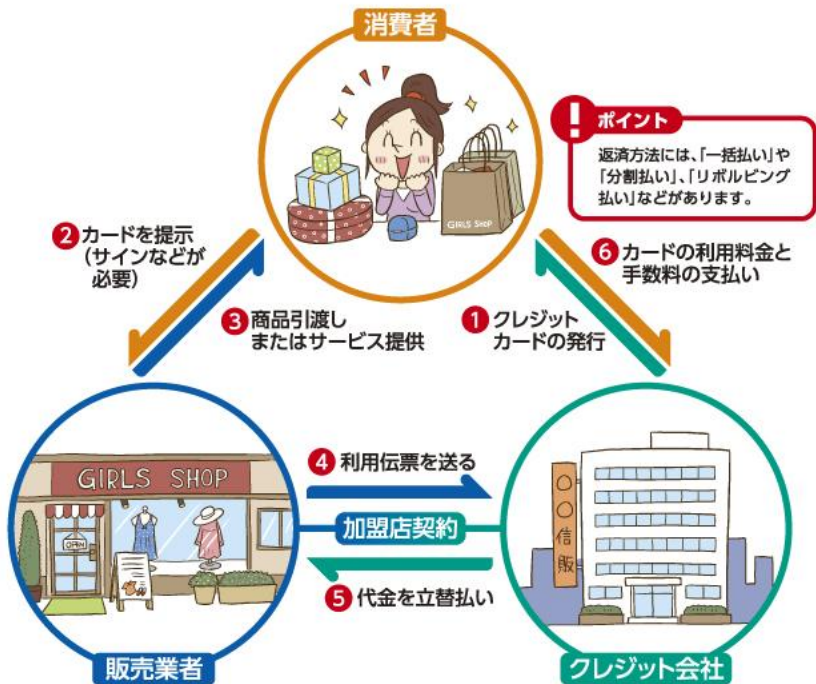 消費者
! ポイント
返済方法には、「一括払い」や
「分割払い」、「リボルビング
払い」などがあります。
GIRLS SHOP
2 カードを提示
(サインなどが
必要)
3 商品引渡し
またはサービス提供
1 クレジット
カードの発行
6 カードの利用料金と
手数料の支払い
GIRLS SHOP
OPEN
4 利用伝票を送る
加盟店契約
5 代金を立替払い
〇〇信販
販売業者
クレジット会社